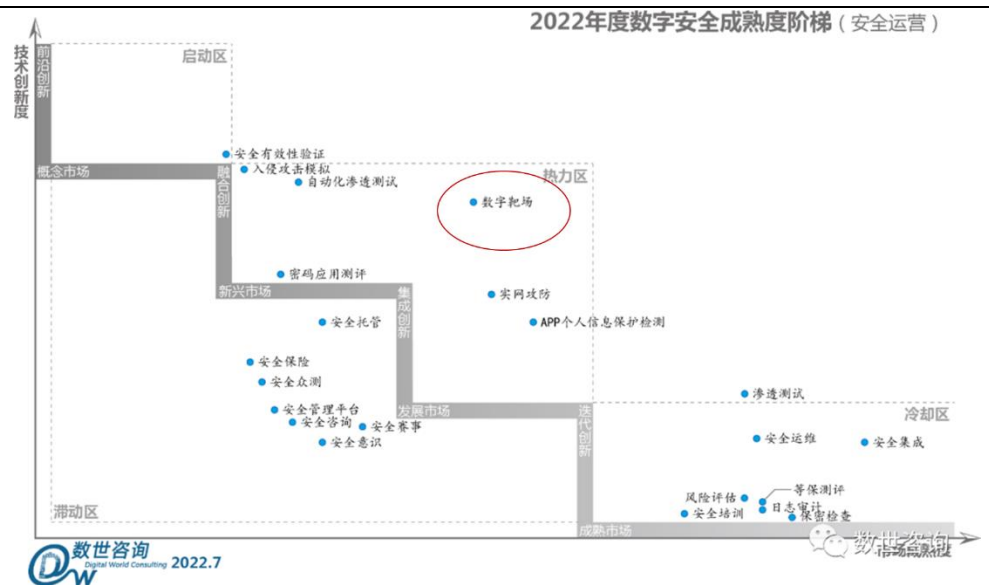 2022年度数字安全成熟度阶梯（安全运营）
技术创新度
前沿创新
启动区
安全有效性验证
概念市场
入侵攻击模拟
融合创新
自动化渗透测试
热力区
数字靶场
密码应用测评
新兴市场
集成创新
实网攻防
安全托管
APP个人信息保护检测
安全保险
安全众测
渗透测试
安全管理平台
发展市场
迭代创新
冷却区
安全咨询
安全赛事
安全意识
安全运维
安全集成
风险评估
等保测评
滞动区
安全培训
日志审计
保密检查
成熟市场
数世咨询
市场成熟度
数世咨询
Digital World Consulting
2022.7
DW